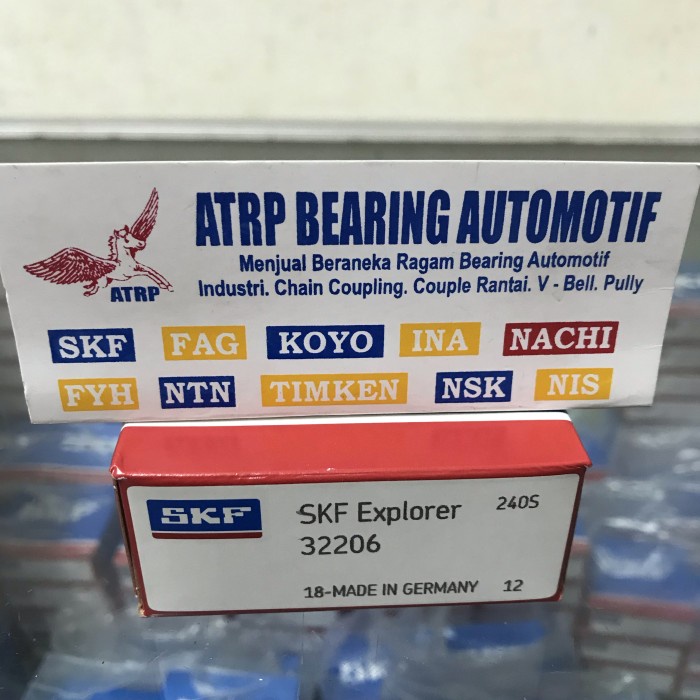 ATRP BEARING AUTOMOTIF
Menjual Beraneka Ragam Bearing Automotif
Industri. Chain Coupling. Couple Rantai. V - Bell. Pully
ATRP
SKF FAG KOYO INA NACHI
FYH NTN TIMKEN NSK NIS
SKF
SKF Explorer 240S
32206
18-MADE IN GERMANY 12